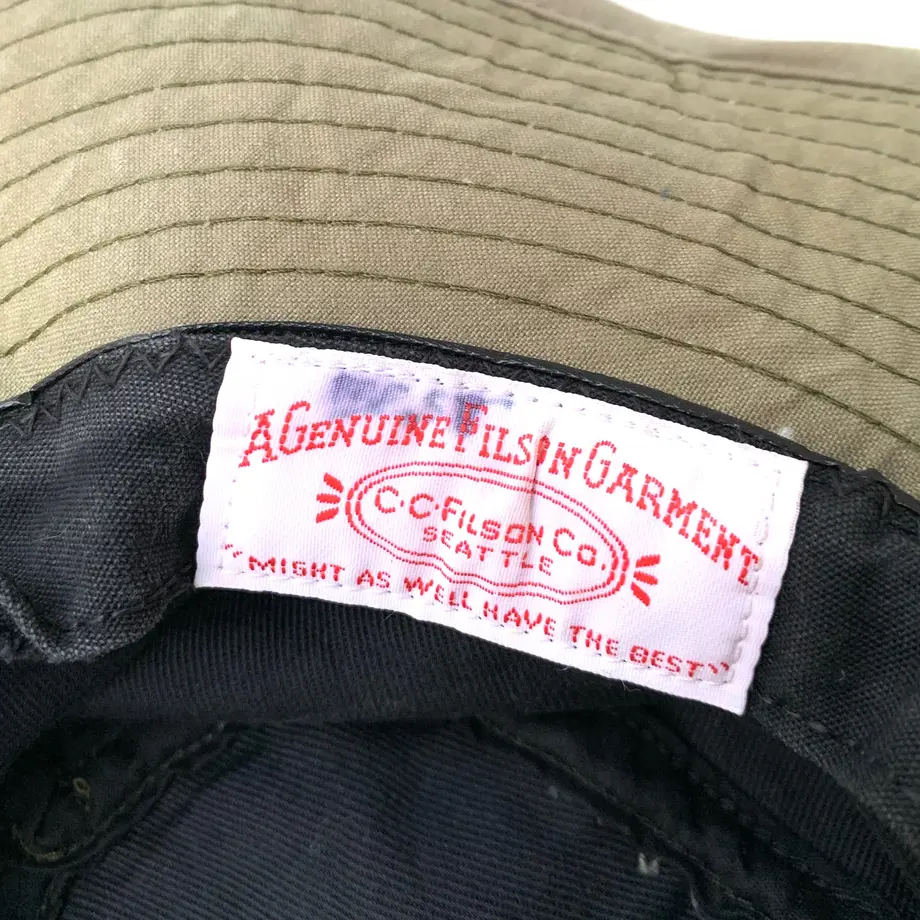 A GENUINE FILSON GARMENT
C.C. FILSON CO.
SEATTLE
"MIGHT AS WELL HAVE THE BEST"